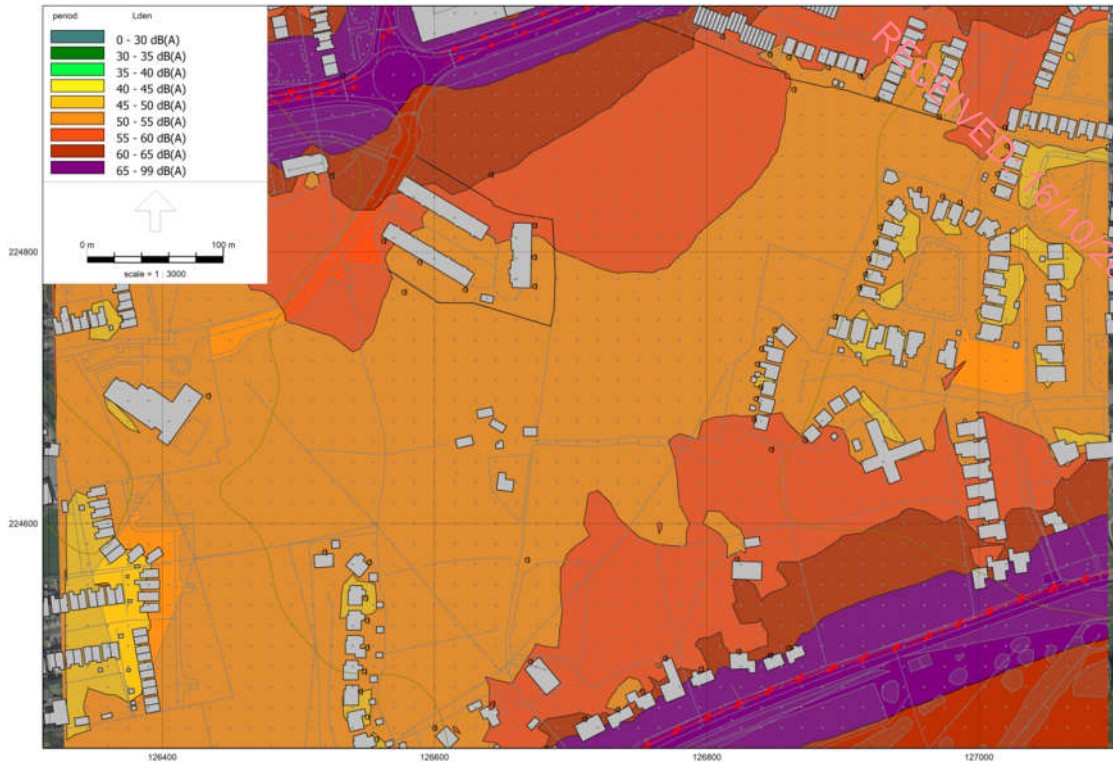 period: Lden
0 - 30 dB(A)
30 - 35 dB(A)
35 - 40 dB(A)
40 - 45 dB(A)
45 - 50 dB(A)
50 - 55 dB(A)
55 - 60 dB(A)
60 - 65 dB(A)
65 - 99 dB(A)
0 m 100 m
scale = 1 : 3000
RECEIVED: 16/10/20
224800
224600
126400 126600 126800 127000